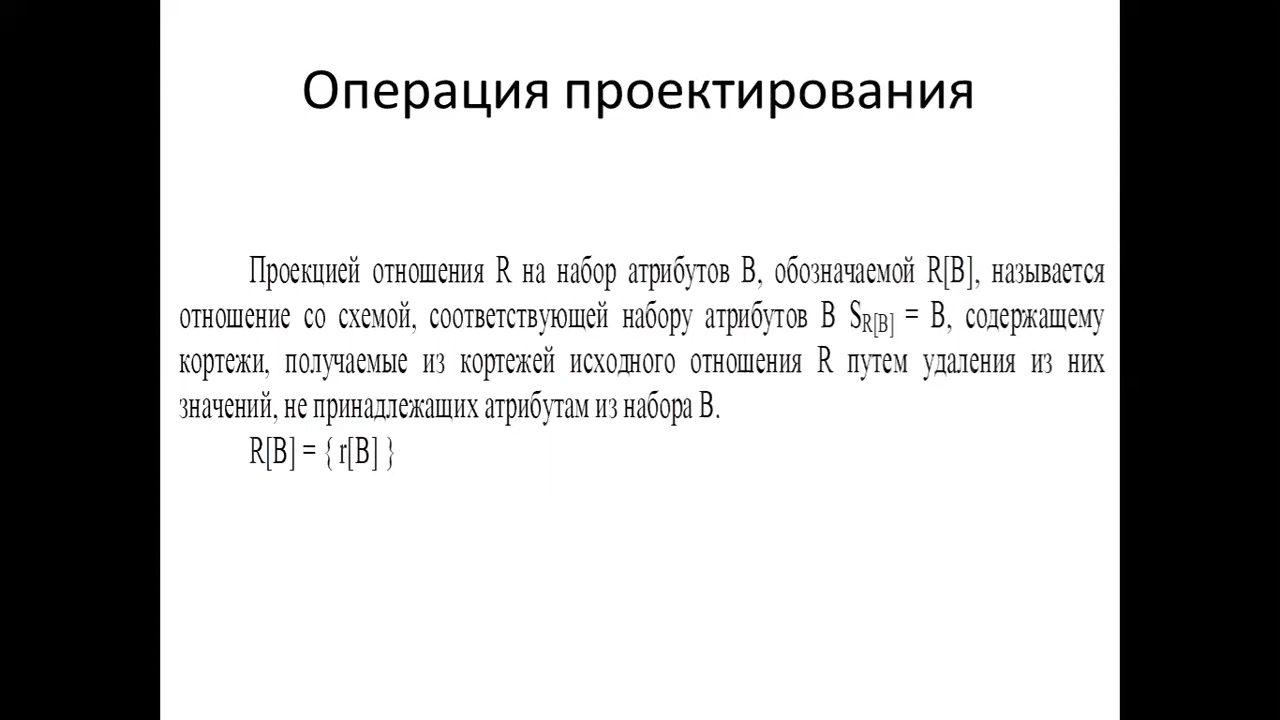 Операция проектирования
Проекцией отношения R на набор атрибутов B, обозначаемой R[B], называется
отношение со схемой, соответствующей набору атрибутов B S_R[B] = B, содержащему
кортежи, получаемые из кортежей исходного отношения R путем удаления из них
значений, не принадлежащих атрибутам из набора B.
R[B] = { r[B] }